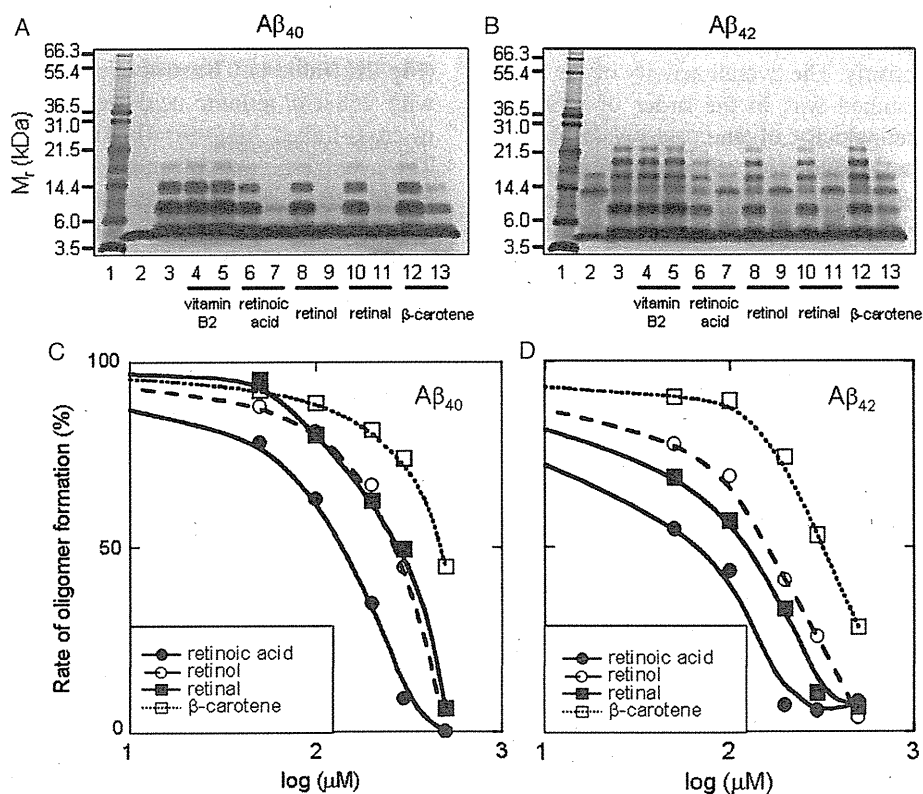 A
Aβ40
Mr (kDa)
66.3
55.4
36.5
31.0
21.5
14.4
6.0
3.5
1 2 3 4 5 6 7 8 9 10 11 12 13
vitamin B2
retinoic acid
retinol
retinal
β-carotene
B
Aβ42
66.3
55.4
36.5
31.0
21.5
14.4
6.0
3.5
1 2 3 4 5 6 7 8 9 10 11 12 13
vitamin B2
retinoic acid
retinol
retinal
β-carotene
C
Aβ40
Rate of oligomer formation (%)
100
50
0
retinoic acid
retinol
retinal
β-carotene
1 2 3
log (μM)
D
Aβ42
retinoic acid
retinol
retinal
β-carotene
1 2 3
log (μM)